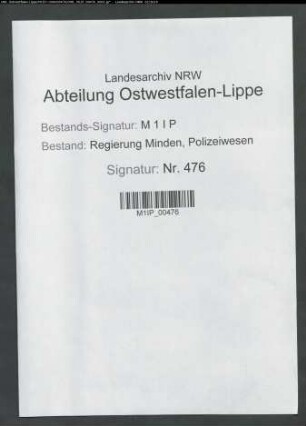 Landesarchiv NRW
Abteilung Ostwestfalen-Lippe
Bestands-Signatur: M 1 I P
Bestand: Regierung Minden, Polizeiwesen
Signatur: Nr. 476
M1IP_00476